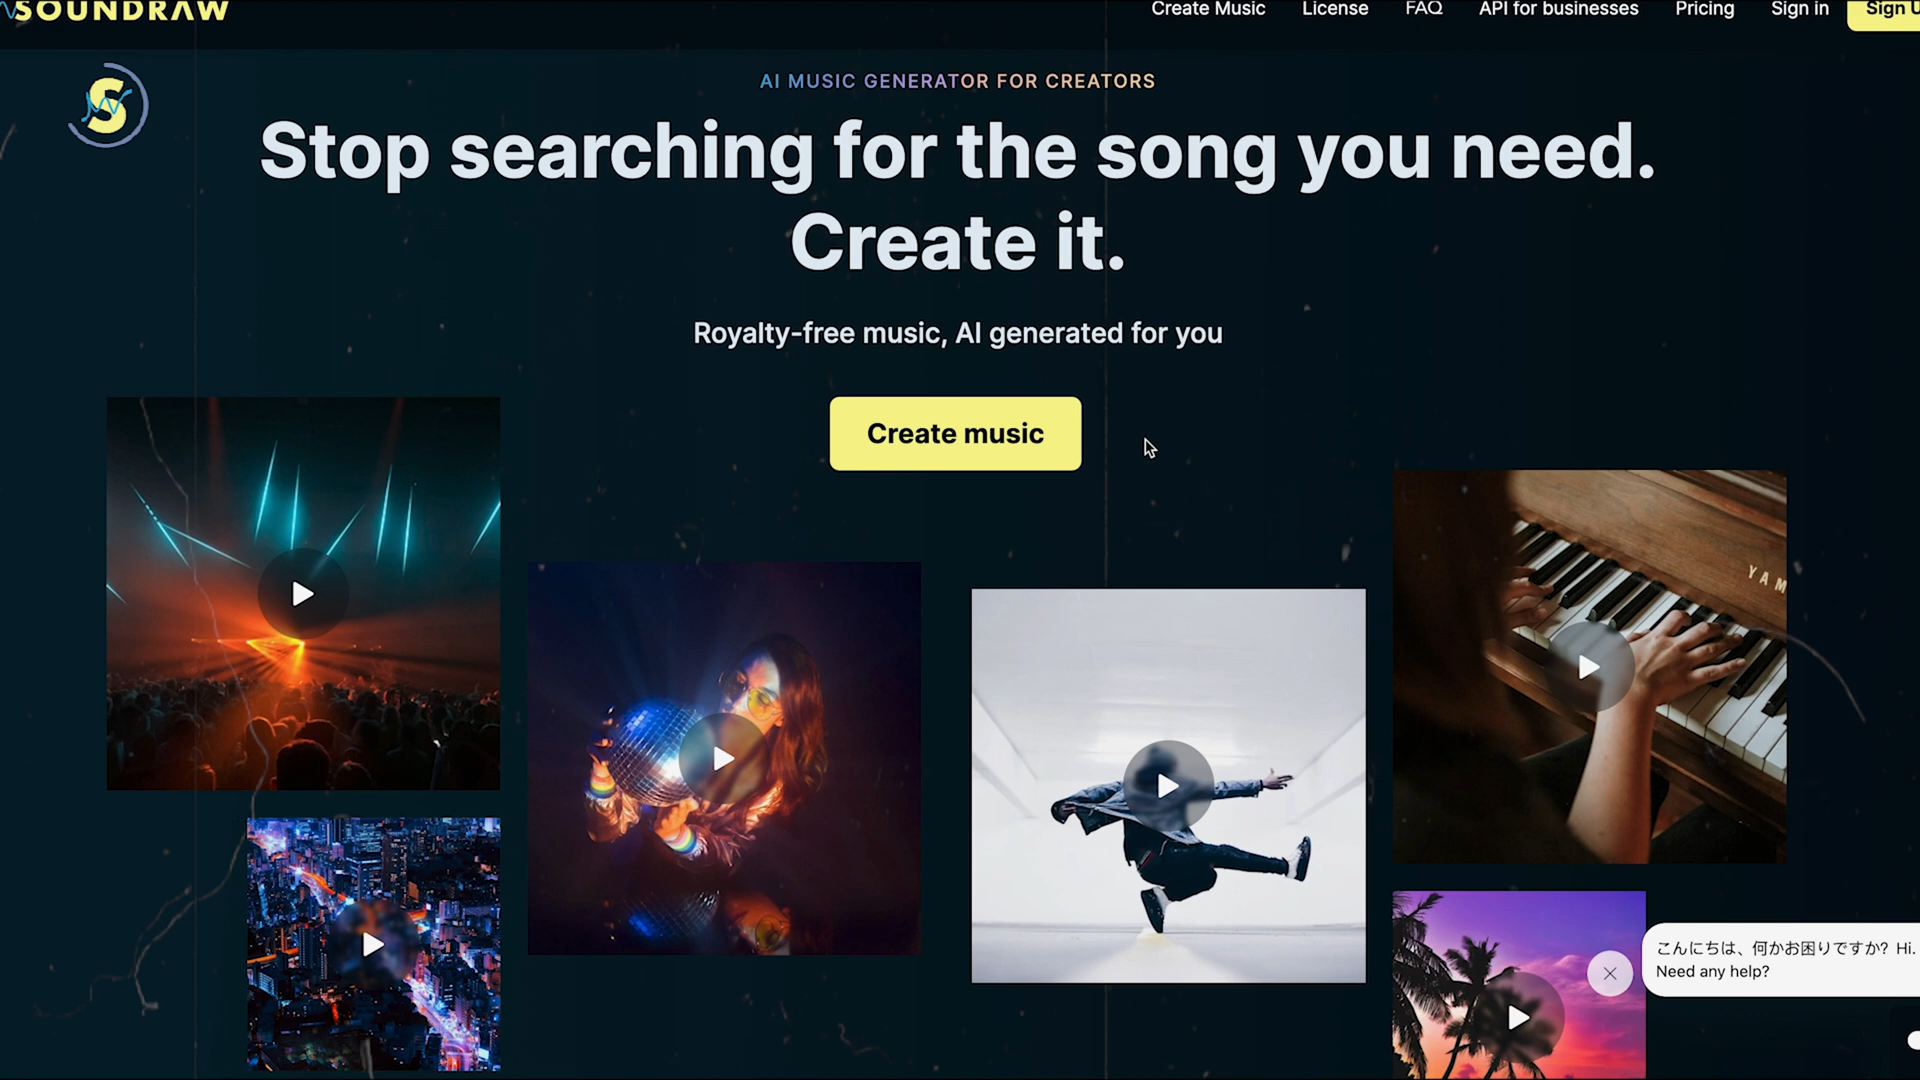 SOUNDRAW
Create Music
License
FAQ
API for businesses
Pricing
Sign in
Sign U
S
AI MUSIC GENERATOR FOR CREATORS
Stop searching for the song you need.
Create it.
Royalty-free music, AI generated for you
Create music
YAM
こんにちは、何かお困りですか? Hi.
Need any help?